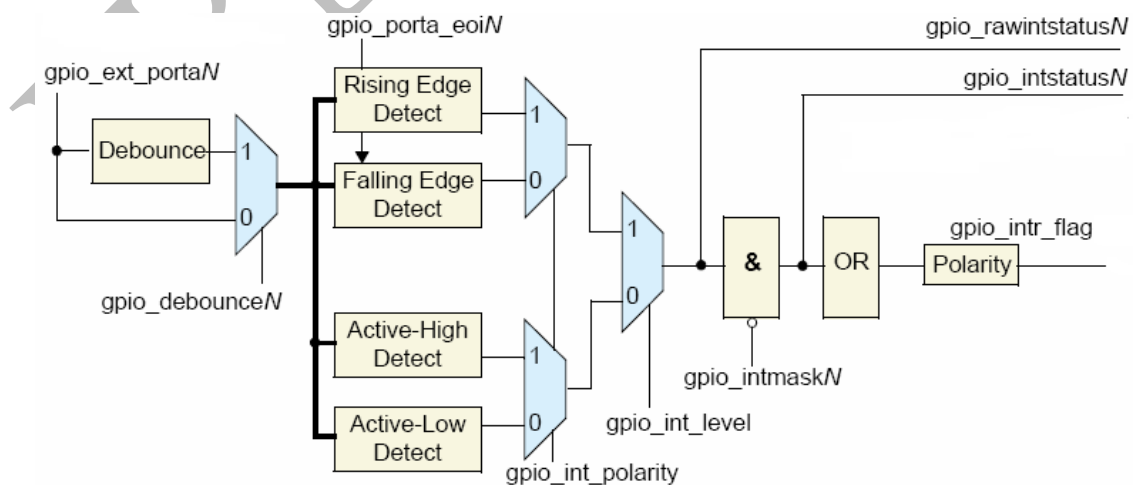 gpio_porta_eoiN
gpio_rawintstatusN
gpio_ext_portaN
gpio_intstatusN
Rising Edge
Detect
1
Debounce
1
0
Falling Edge
Detect
0
gpio_debounceN
1
0
&
OR
gpio_intr_flag
Polarity
Active-High
Detect
1
gpio_intmaskN
Active-Low
Detect
0
gpio_int_level
gpio_int_polarity